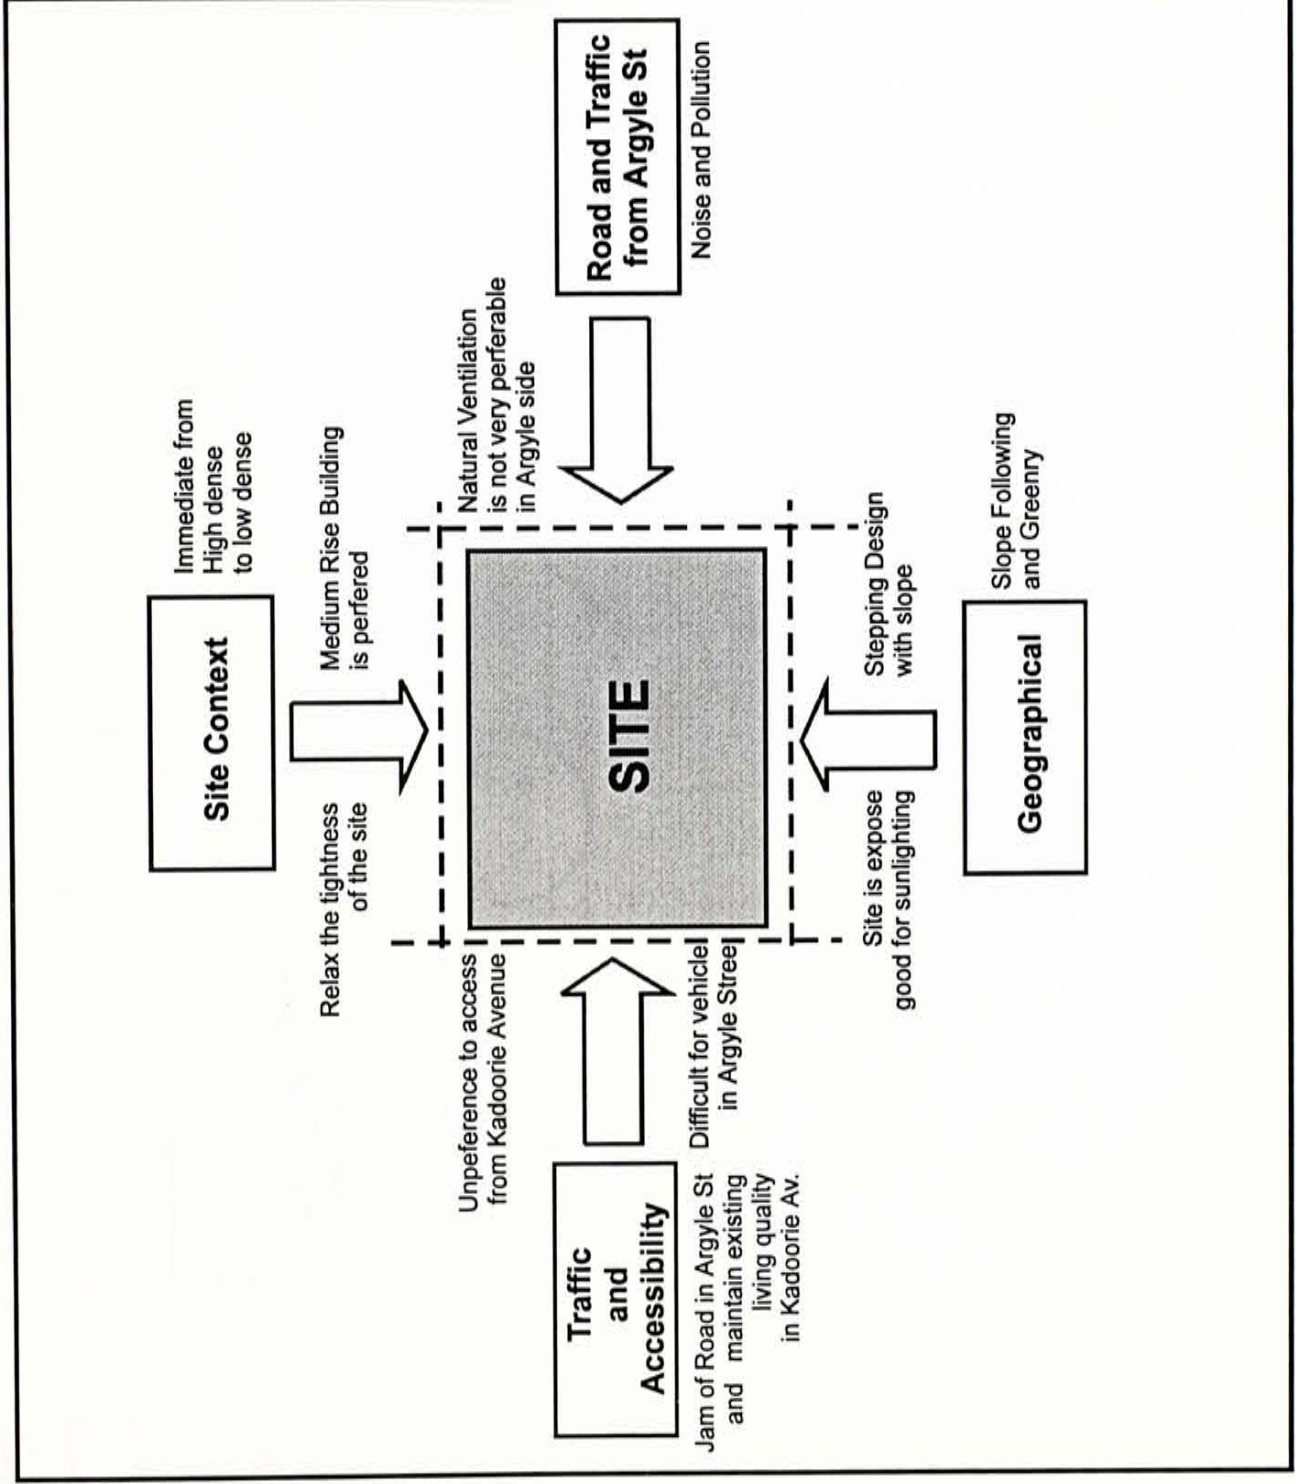 Site Context
Immediate from
High dense
to low dense
Relax the tightness
of the site
Medium Rise Building
is perfered
Unpeference to access
from Kadoorie Avenue
Natural Ventilation
is not very perferable
in Argyle side
Traffic
and
Accessibility
SITE
Road and Traffic
from Argyle St
Jam of Road in Argyle St
and maintain existing
living quality
in Kadoorie Av.
Difficult for vehicle
in Argyle Street
Noise and Pollution
Site is expose
good for sunlighting
Stepping Design
with slope
Geographical
Slope Following
and Greenry